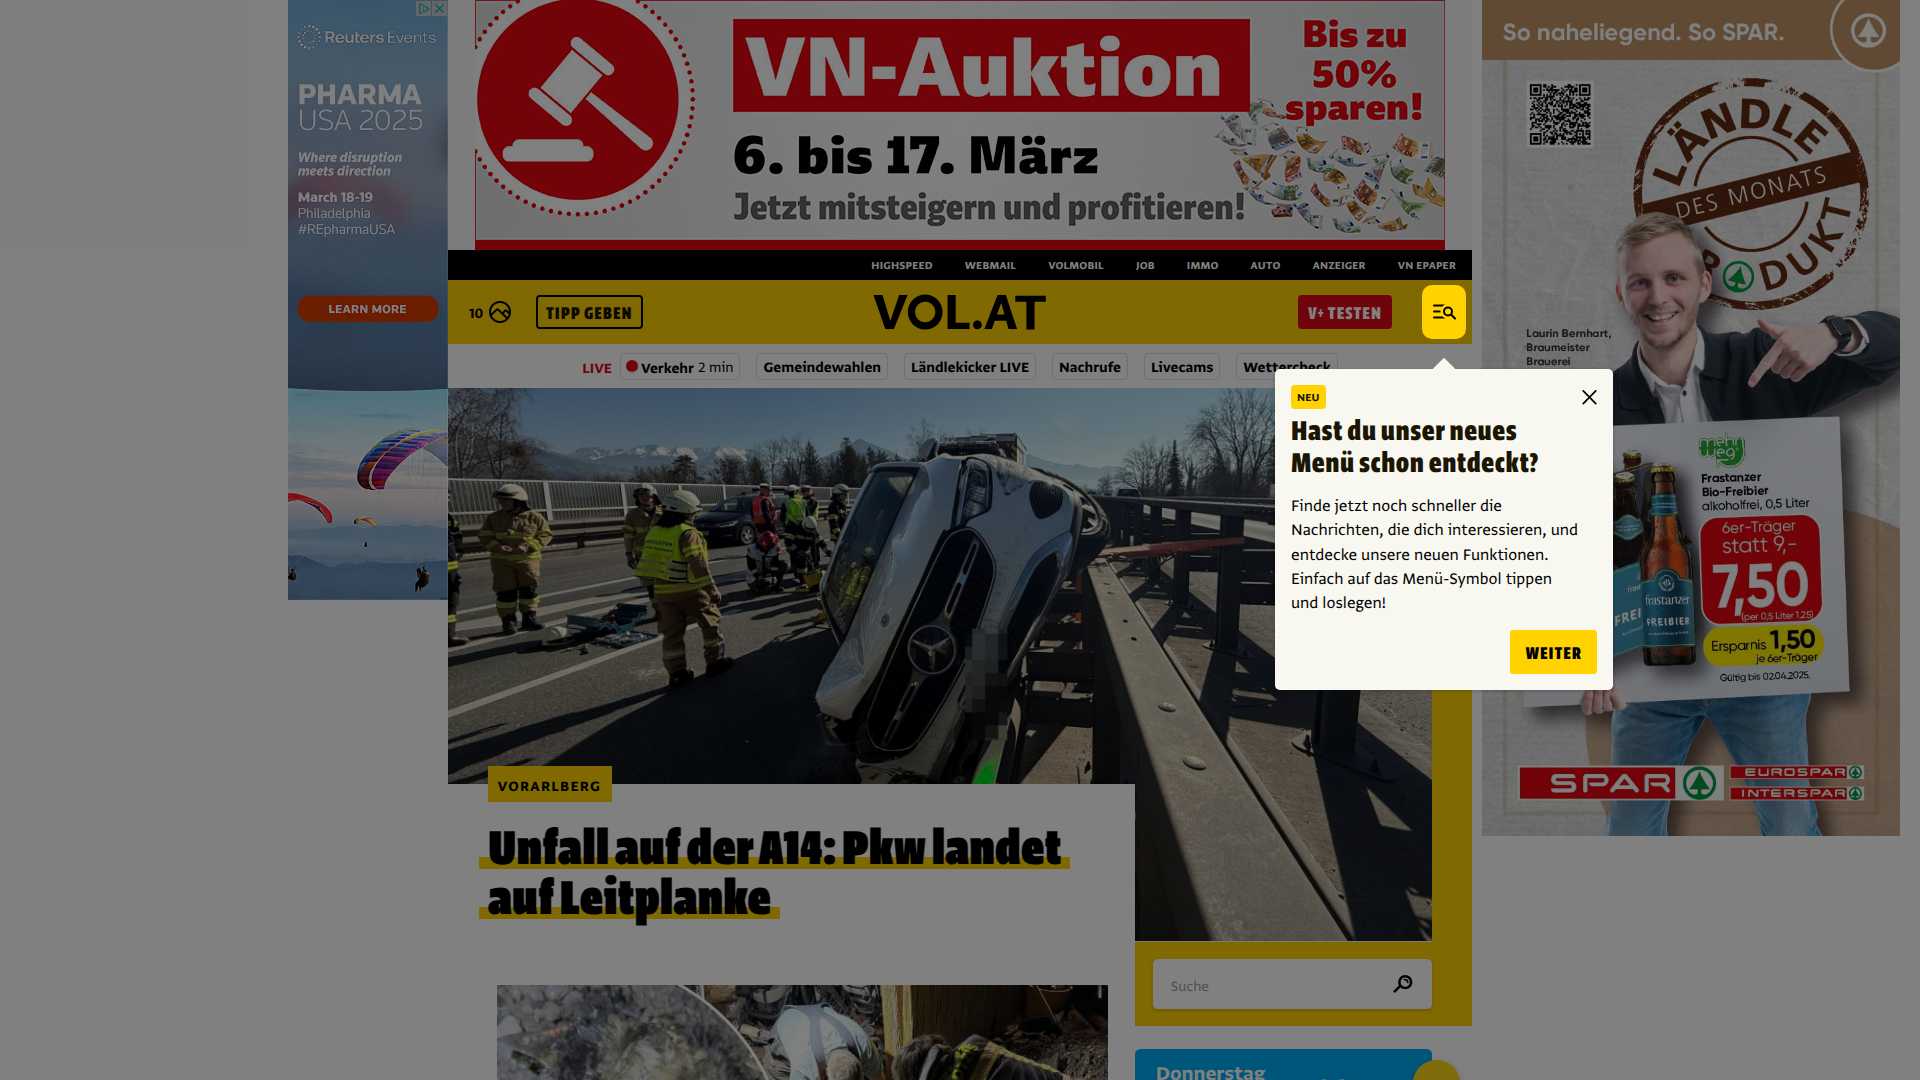 Reuters Events
PHARMA
USA 2025
Where disruption
meets direction
March 18-19
Philadelphia
#REpharmaUSA
LEARN MORE
VN-Auktion
6. bis 17. März
Jetzt mitsteigern und profitieren!
Bis zu
50%
sparen!
So naheliegend. So SPAR.
LÄNDLE
DES MONATS
PRODUKT
Laurin Bernhart,
Braumeister
Brauerei
HIGHSPEED WEBMAIL VOLMOBIL JOB IMMO AUTO ANZEIGER VN EPAPER
10
TIPP GEBEN
VOL.AT
V+ TESTEN
LIVE Verkehr 2 min Gemeindewahlen Ländlekicker LIVE Nachrufe Livecams Wettercheck
NEU
Hast du unser neues
Menü schon entdeckt?
Finde jetzt noch schneller die
Nachrichten, die dich interessieren, und
entdecke unsere neuen Funktionen.
Einfach auf das Menü-Symbol tippen
und loslegen!
WEITER
mehr
weg
Frastanzer
Bio-Freibier
alkoholfrei, 0,5 Liter
6er-Träger
statt 9,-
7,50
(per 0,5 Liter 1,25)
Ersparnis 1,50
je 6er-Träger
Gültig bis 02.04.2025.
frastanzer
FREIBIER
SPAR
EUROSPAR
INTERSPAR
VORARLBERG
Unfall auf der A14: Pkw landet
auf Leitplanke
Suche
Donnerstag